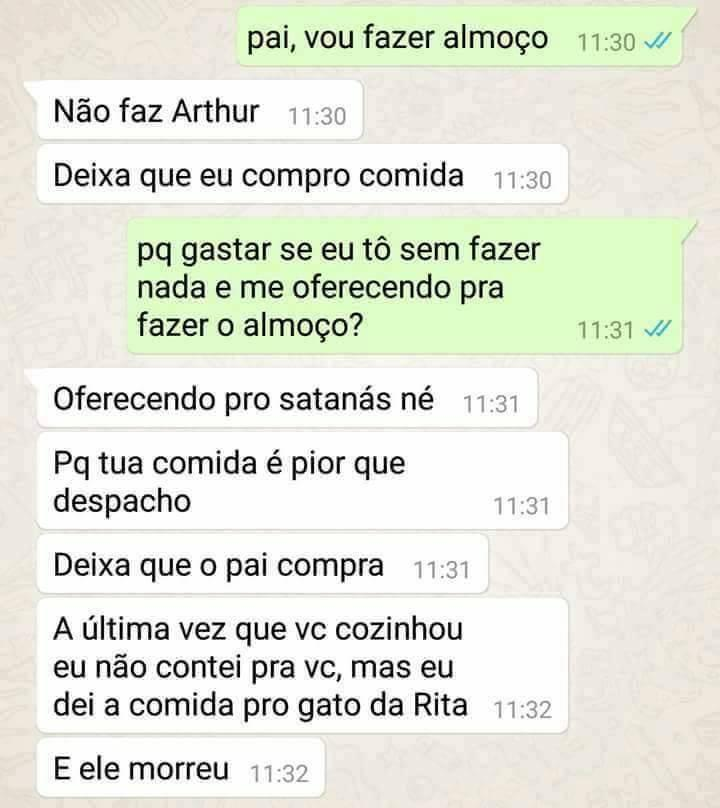 pai, vou fazer almoço 11:30
Não faz Arthur 11:30
Deixa que eu compro comida 11:30
pq gastar se eu tô sem fazer
nada e me oferecendo pra
fazer o almoço? 11:31
Oferecendo pro satanás né 11:31
Pq tua comida é pior que
despacho 11:31
Deixa que o pai compra 11:31
A última vez que vc cozinhou
eu não contei pra vc, mas eu
dei a comida pro gato da Rita 11:32
E ele morreu 11:32